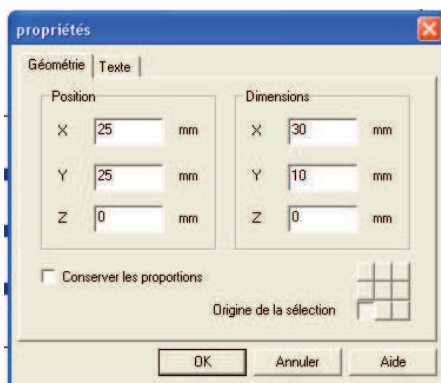 propriétés
Géométrie Texte
Position Dimensions
X 25 mm X 30 mm
Y 25 mm Y 10 mm
Z 0 mm Z 0 mm
Conserver les proportions
Origine de la sélection
OK Annuler Aide